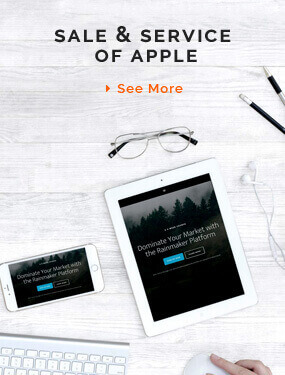 SALE & SERVICE
OF APPLE
See More
Dominate Your Market with
the Rainmaker Platform
Dominate Your Market with
the Rainmaker Platform